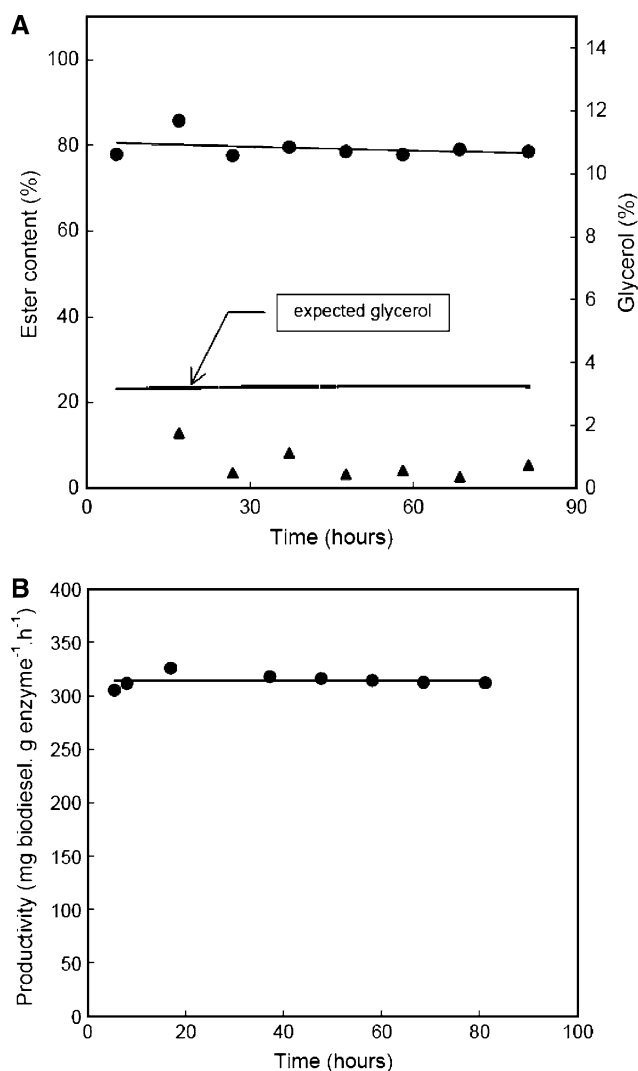 A
100
80
60
40
20
0
Ester content (%)
14
12
10
8
6
4
2
0
Glycerol (%)
expected glycerol
0 30 60 90
Time (hours)
B
400
350
300
250
200
150
100
50
0
Productivity (mg biodiesel. g enzyme⁻¹.h⁻¹)
0 20 40 60 80 100
Time (hours)